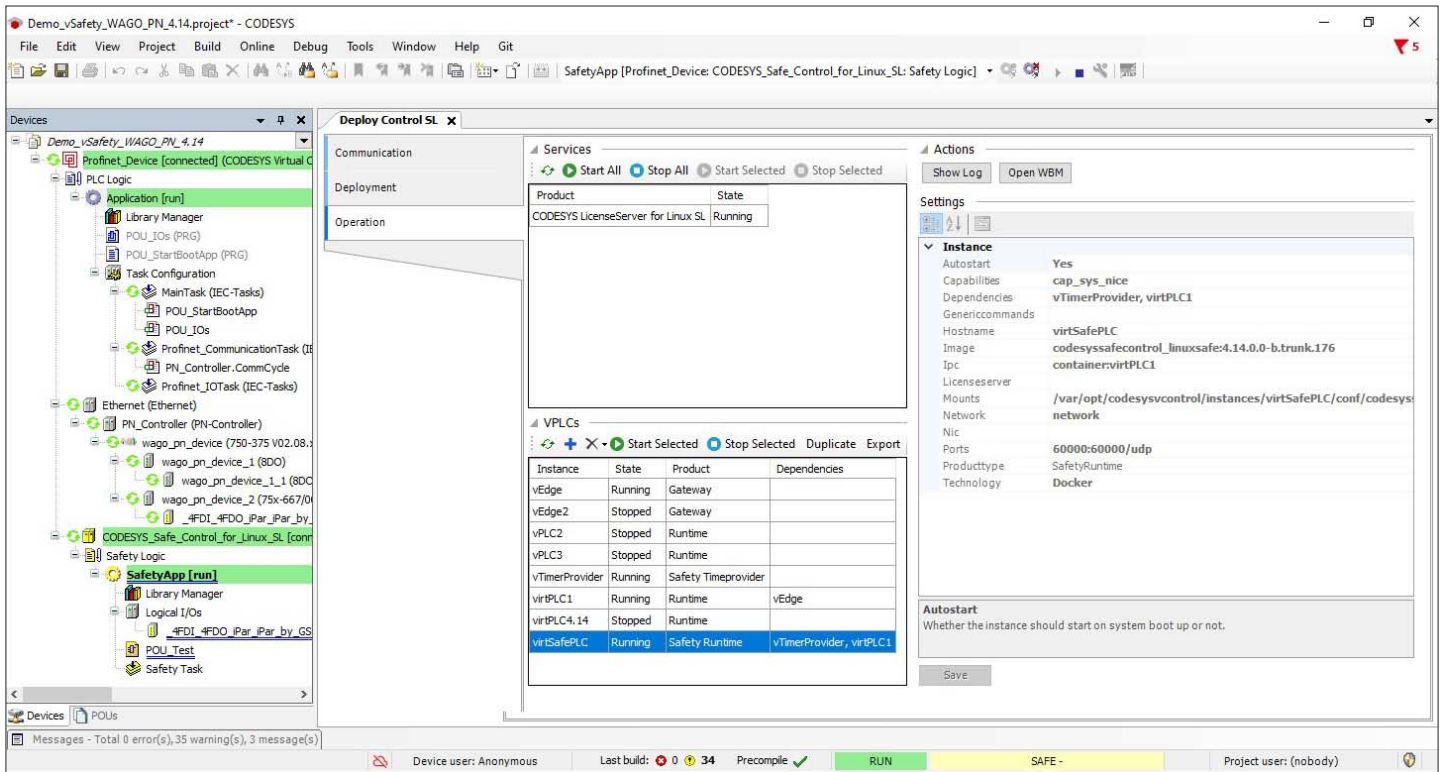 Demo_vSafety_WAGO_PN_4.14.project* - CODESYS
File Edit View Project Build Online Debug Tools Window Help Git
5
SafetyApp [Profinet_Device: CODESYS_Safe_Control_for_Linux_SL: Safety Logic]
Devices
Demo_vSafety_WAGO_PN_4.14
Profinet_Device [connected] (CODESYS Virtual C
PLC Logic
Application [run]
Library Manager
POU_IOs (PRG)
POU_StartBootApp (PRG)
Task Configuration
MainTask (IEC-Tasks)
POU_StartBootApp
POU_IOs
Profinet_CommunicationTask (IE
PN_Controller.CommCycle
Profinet_IOTask (IEC-Tasks)
Ethernet (Ethernet)
PN_Controller (PN-Controller)
wago_pn_device (750-375 V02.08.
wago_pn_device_1 (8DO)
wago_pn_device_1_1 (8DO
wago_pn_device_2 (75x-667/0
_4FDI_4FDO_iPar_iPar_by_
CODESYS_Safe_Control_for_Linux_SL [conn
Safety Logic
SafetyApp [run]
Library Manager
Logical I/Os
_4FDI_4FDO_iPar_iPar_by_GS
POU_Test
Safety Task
Devices POUs
Deploy Control SL
Communication
Deployment
Operation
Services
Start All Stop All Start Selected Stop Selected
Product State
CODESYS LicenseServer for Linux SL Running
VPLCs
Start Selected Stop Selected Duplicate Export
Instance State Product Dependencies
vEdge Running Gateway
vEdge2 Stopped Gateway
vPLC2 Stopped Runtime
vPLC3 Stopped Runtime
vTimerProvider Running Safety Timeprovider
virtPLC1 Running Runtime vEdge
virtPLC4.14 Stopped Runtime
virtSafePLC Running Safety Runtime vTimerProvider, virtPLC1
Actions
Show Log Open WBM
Settings
Instance
Autostart Yes
Capabilities cap_sys_nice
Dependencies vTimerProvider, virtPLC1
Genericcommands
Hostname virtSafePLC
Image codesyssafecontrol_linuxsafe:4.14.0.0-b.trunk.176
Ipc container:virtPLC1
Licenseserver
Mounts /var/opt/codesysvcontrol/instances/virtSafePLC/conf/codesyss
Network network
Nic
Ports 60000:60000/udp
Producttype SafetyRuntime
Technology Docker
Autostart
Whether the instance should start on system boot up or not.
Save
Messages - Total 0 error(s), 35 warning(s), 3 message(s)
Device user: Anonymous Last build: 0 34 Precompile RUN SAFE - Project user: (nobody)